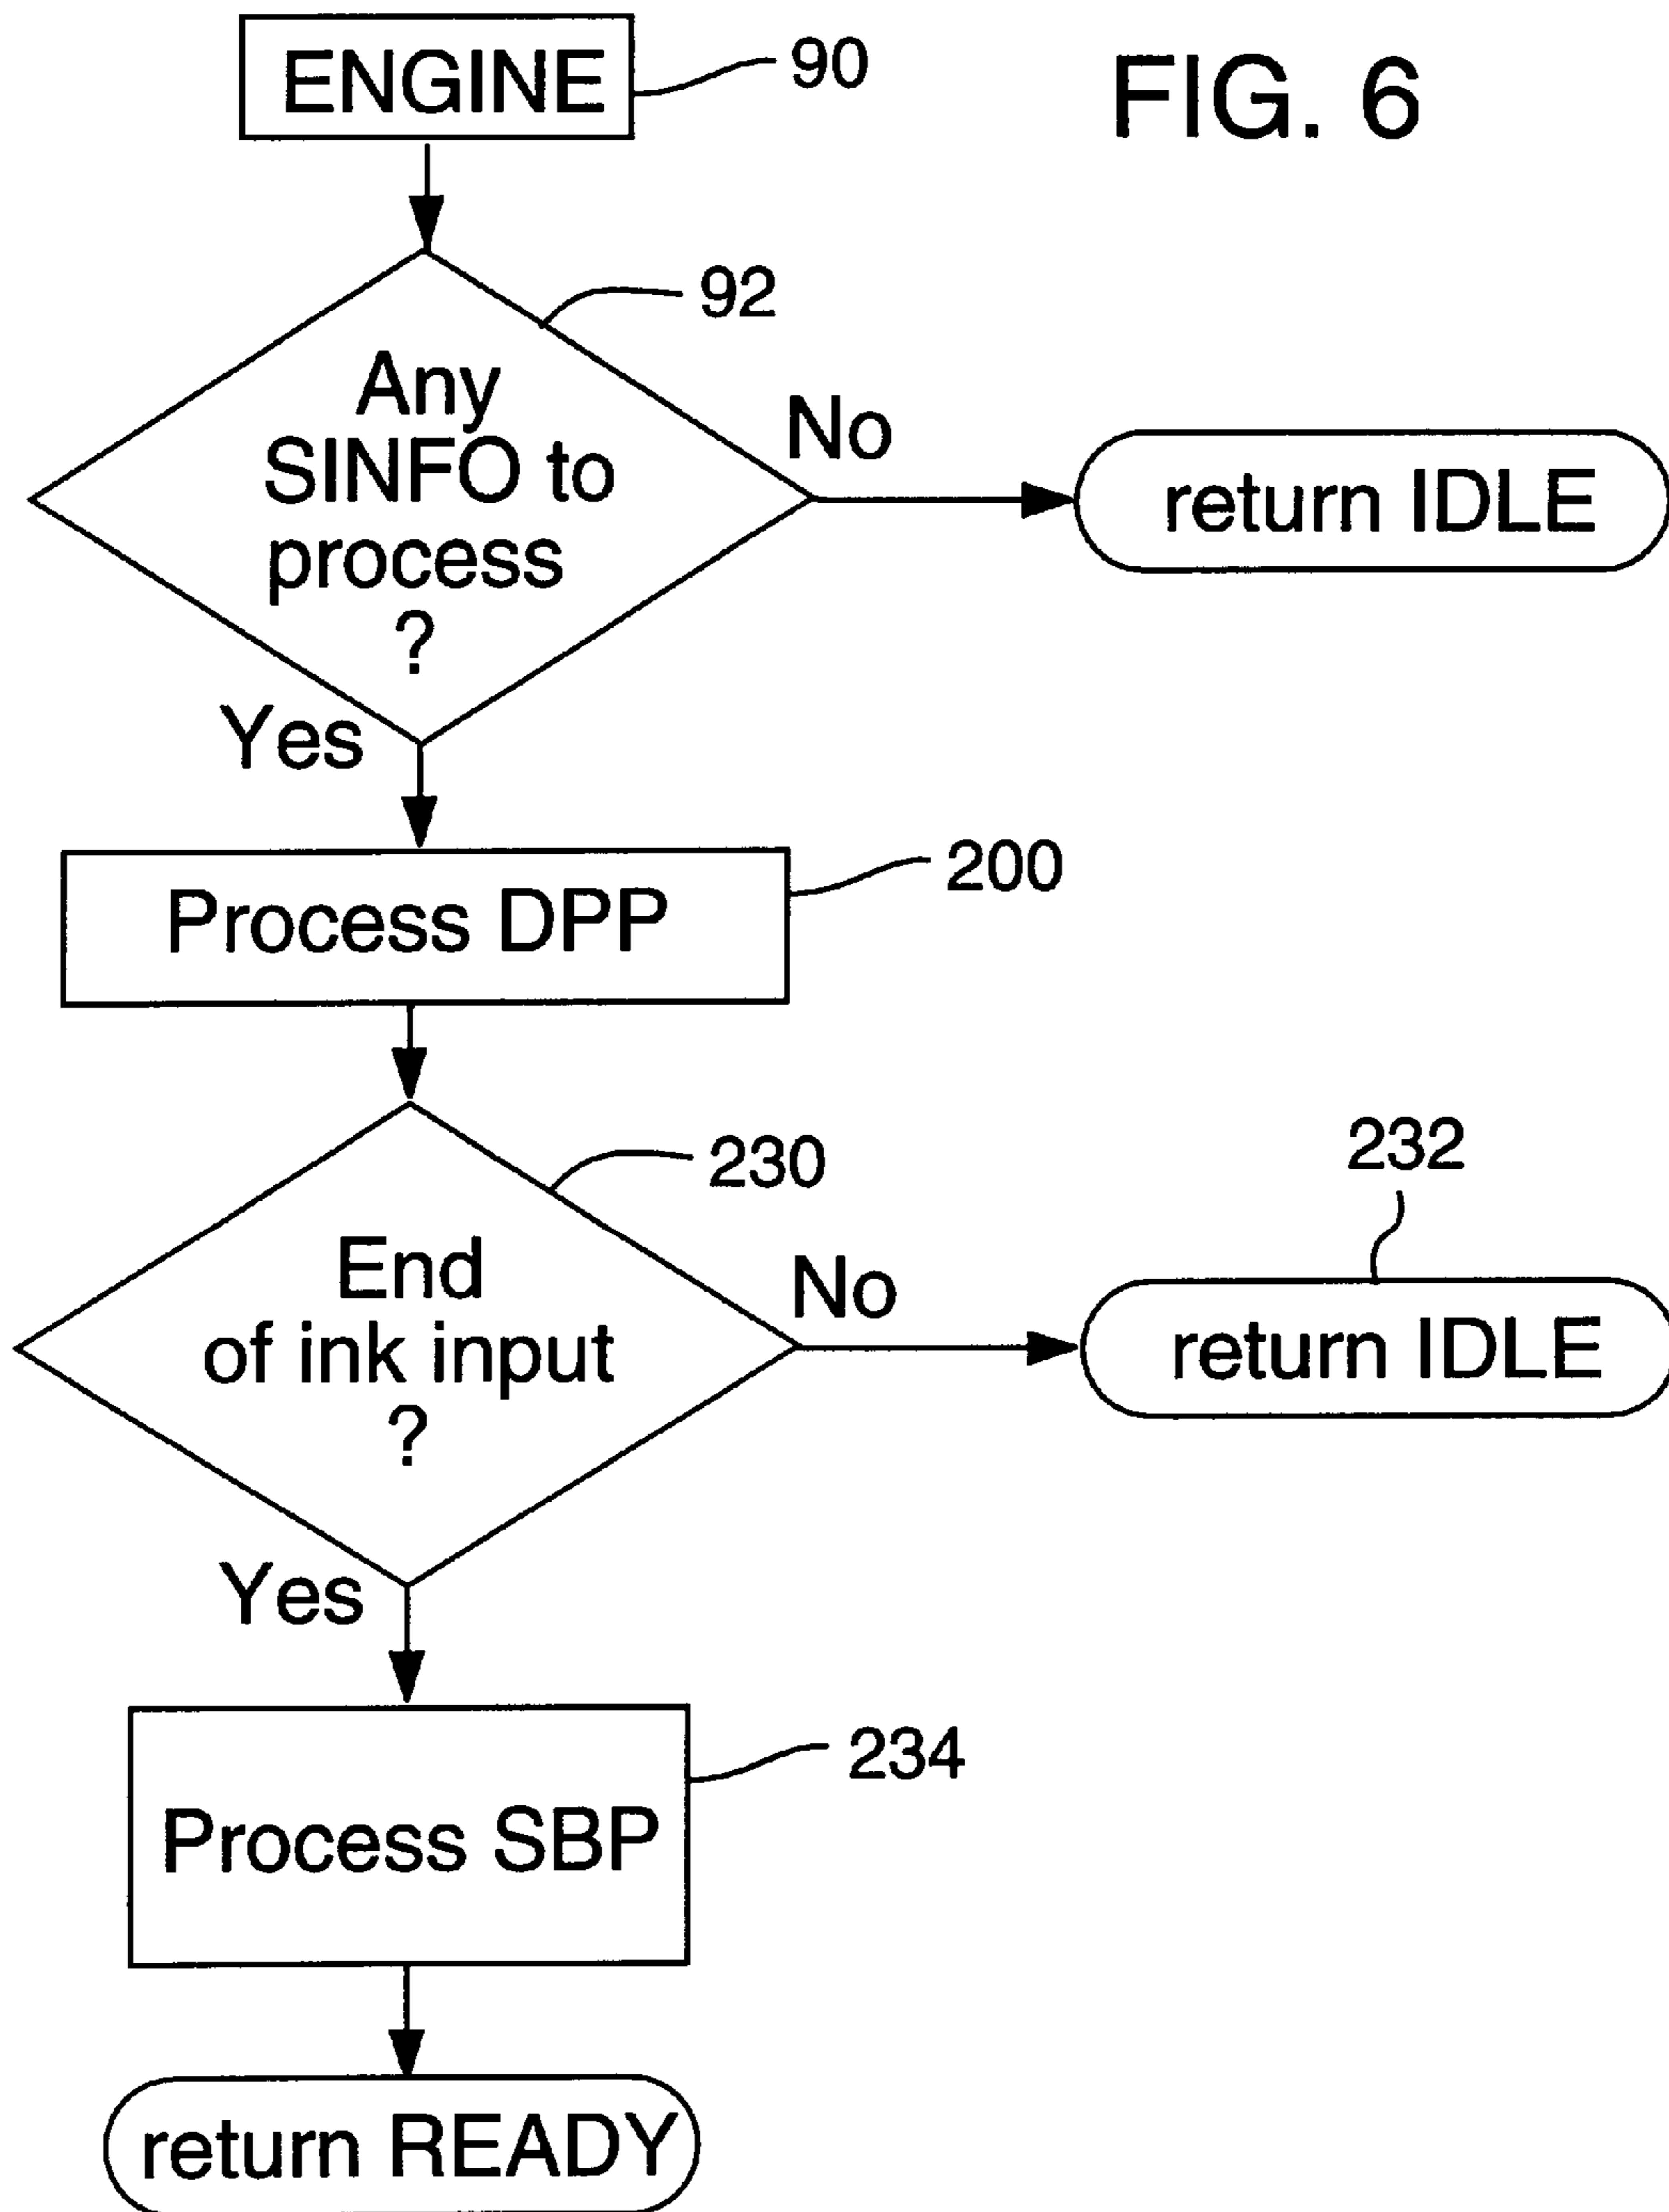 ENGINE
90
FIG. 6
92
Any
SINFO to
process
?
No
return IDLE
Yes
Process DPP
200
230
232
End
of ink input
?
No
return IDLE
Yes
234
Process SBP
return READY